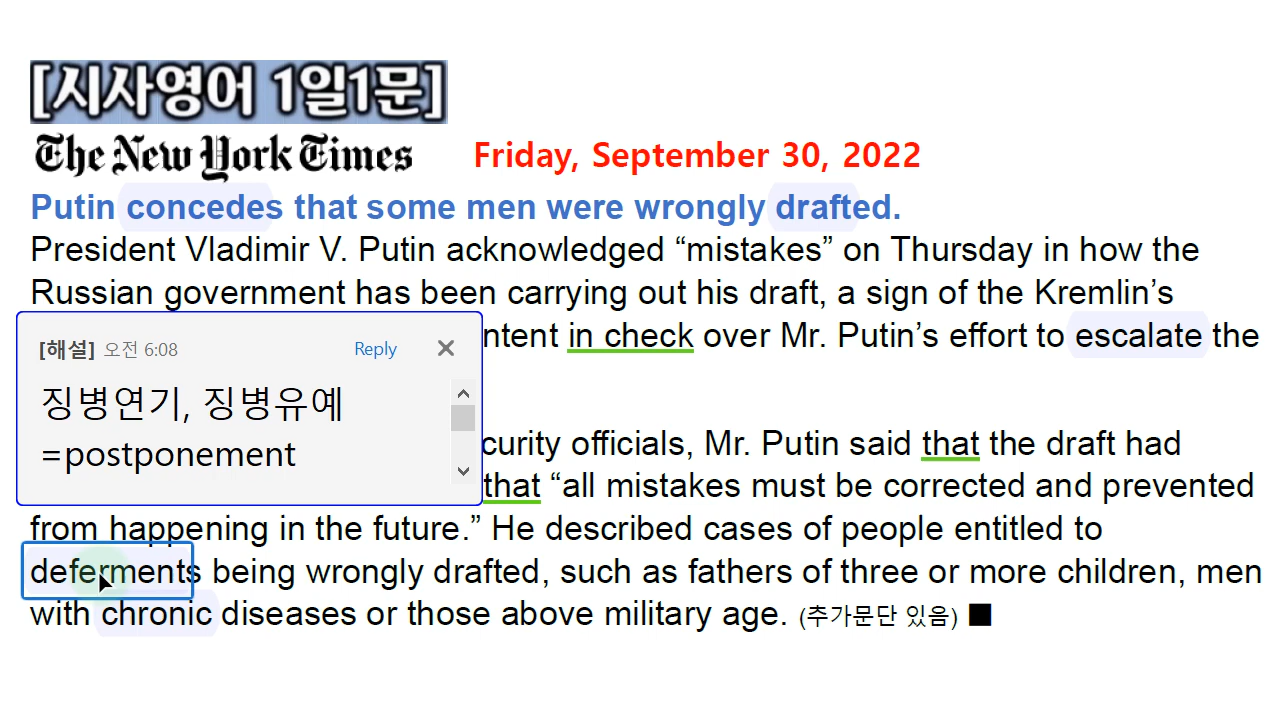 [시사영어 1일1문]
The New York Times Friday, September 30, 2022
Putin concedes that some men were wrongly drafted.
President Vladimir V. Putin acknowledged “mistakes” on Thursday in how the
Russian government has been carrying out his draft, a sign of the Kremlin’s
ntent in check over Mr. Putin’s effort to escalate the
[해설] 오전 6:08 Reply
징병연기, 징병유예
=postponement
curity officials, Mr. Putin said that the draft had
that “all mistakes must be corrected and prevented
from happening in the future.” He described cases of people entitled to
deferments being wrongly drafted, such as fathers of three or more children, men
with chronic diseases or those above military age. (추가문단 있음) ■